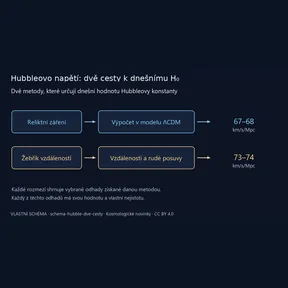 Hubbleovo napětí: dvě cesty k dnešnímu H₀
Dvě metody, které určují dnešní hodnotu Hubbleovy konstanty
Reliktní záření
Výpočet v modelu ΛCDM
67–68
km/s/Mpc
Žebřík vzdáleností
Vzdálenosti a rudé posuvy
73–74
km/s/Mpc
Každé rozmezí shrnuje vybrané odhady získané danou metodou.
Každý z těchto odhadů má svou hodnotu a vlastní nejistotu.
VLASTNÍ SCHÉMA · schema-hubble-dve-cesty · Kosmologické novinky · CC BY 4.0